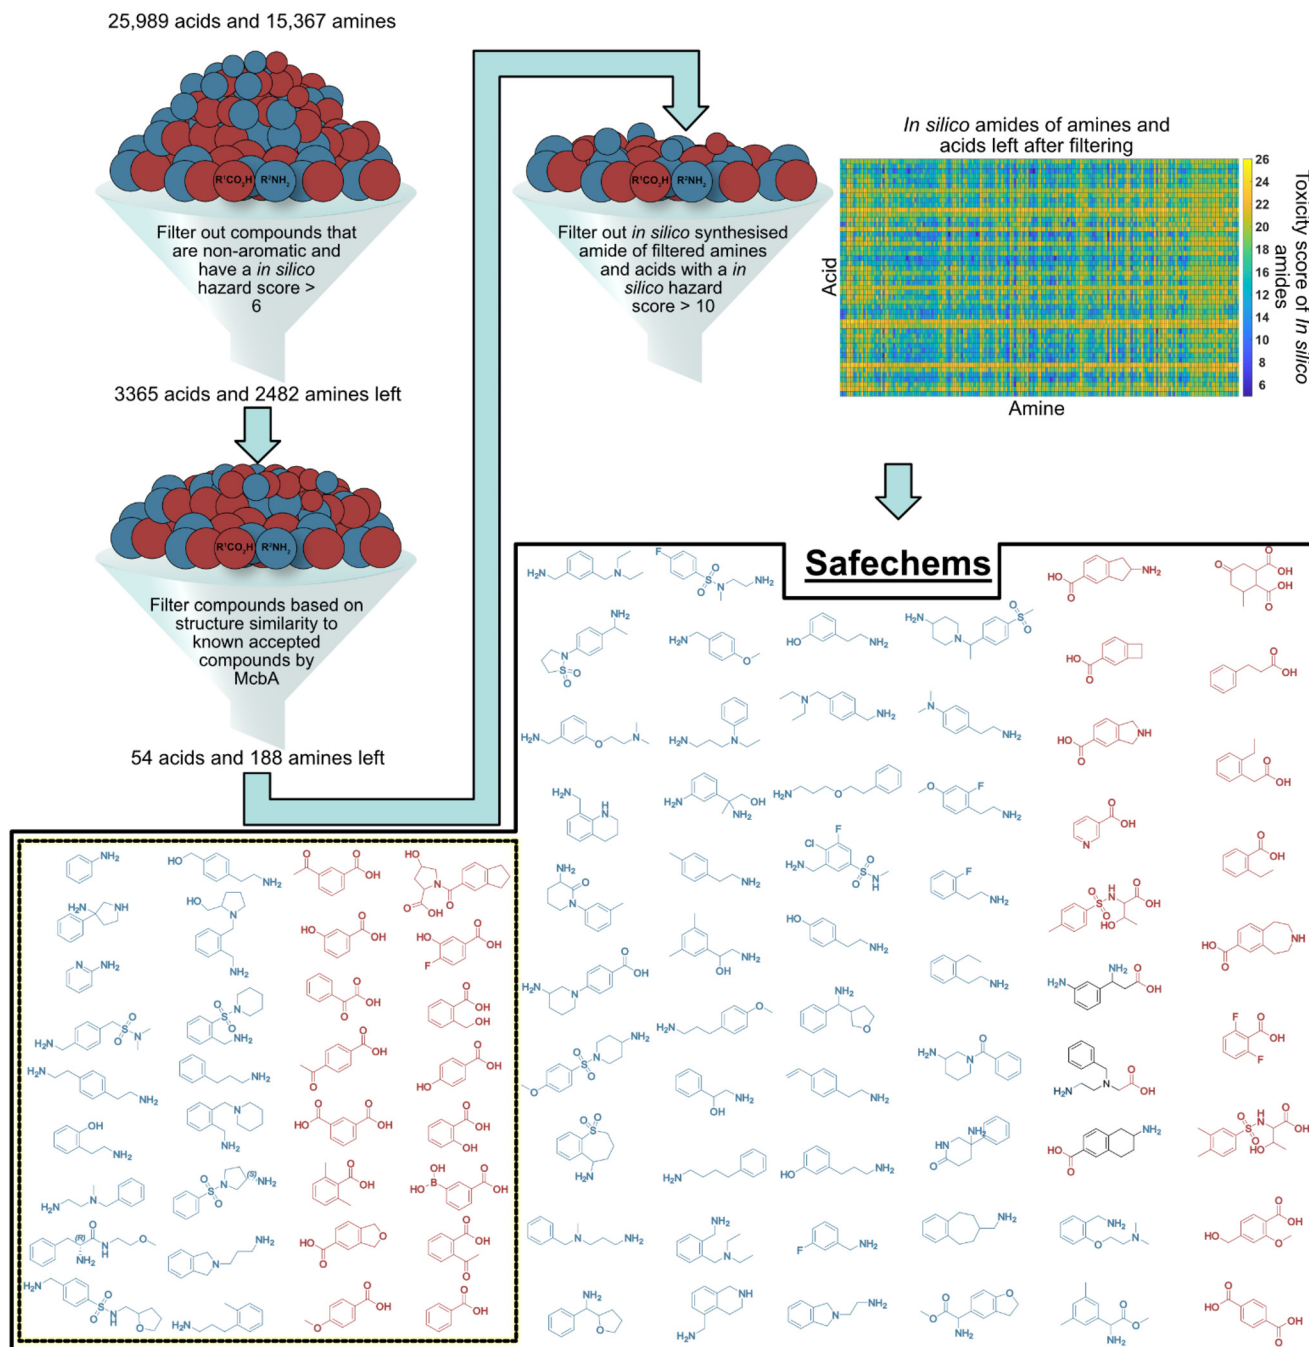 25,989 acids and 15,367 amines
R¹CO₂H
R²NH₂
Filter out compounds that
are non-aromatic and
have a in silico
hazard score >
6
3365 acids and 2482 amines left
R¹CO₂H
R²NH₂
Filter compounds based on
structure similarity to
known accepted
compounds by
McbA
54 acids and 188 amines left
R¹CO₂H
R²NH₂
Filter out in silico synthesised
amide of filtered amines
and acids with a in
silico hazard
score > 10
In silico amides of amines and
acids left after filtering
Acid
Amine
26
24
22
20
18
16
14
12
10
8
6
Toxicity score of In silico
amides
Safechems